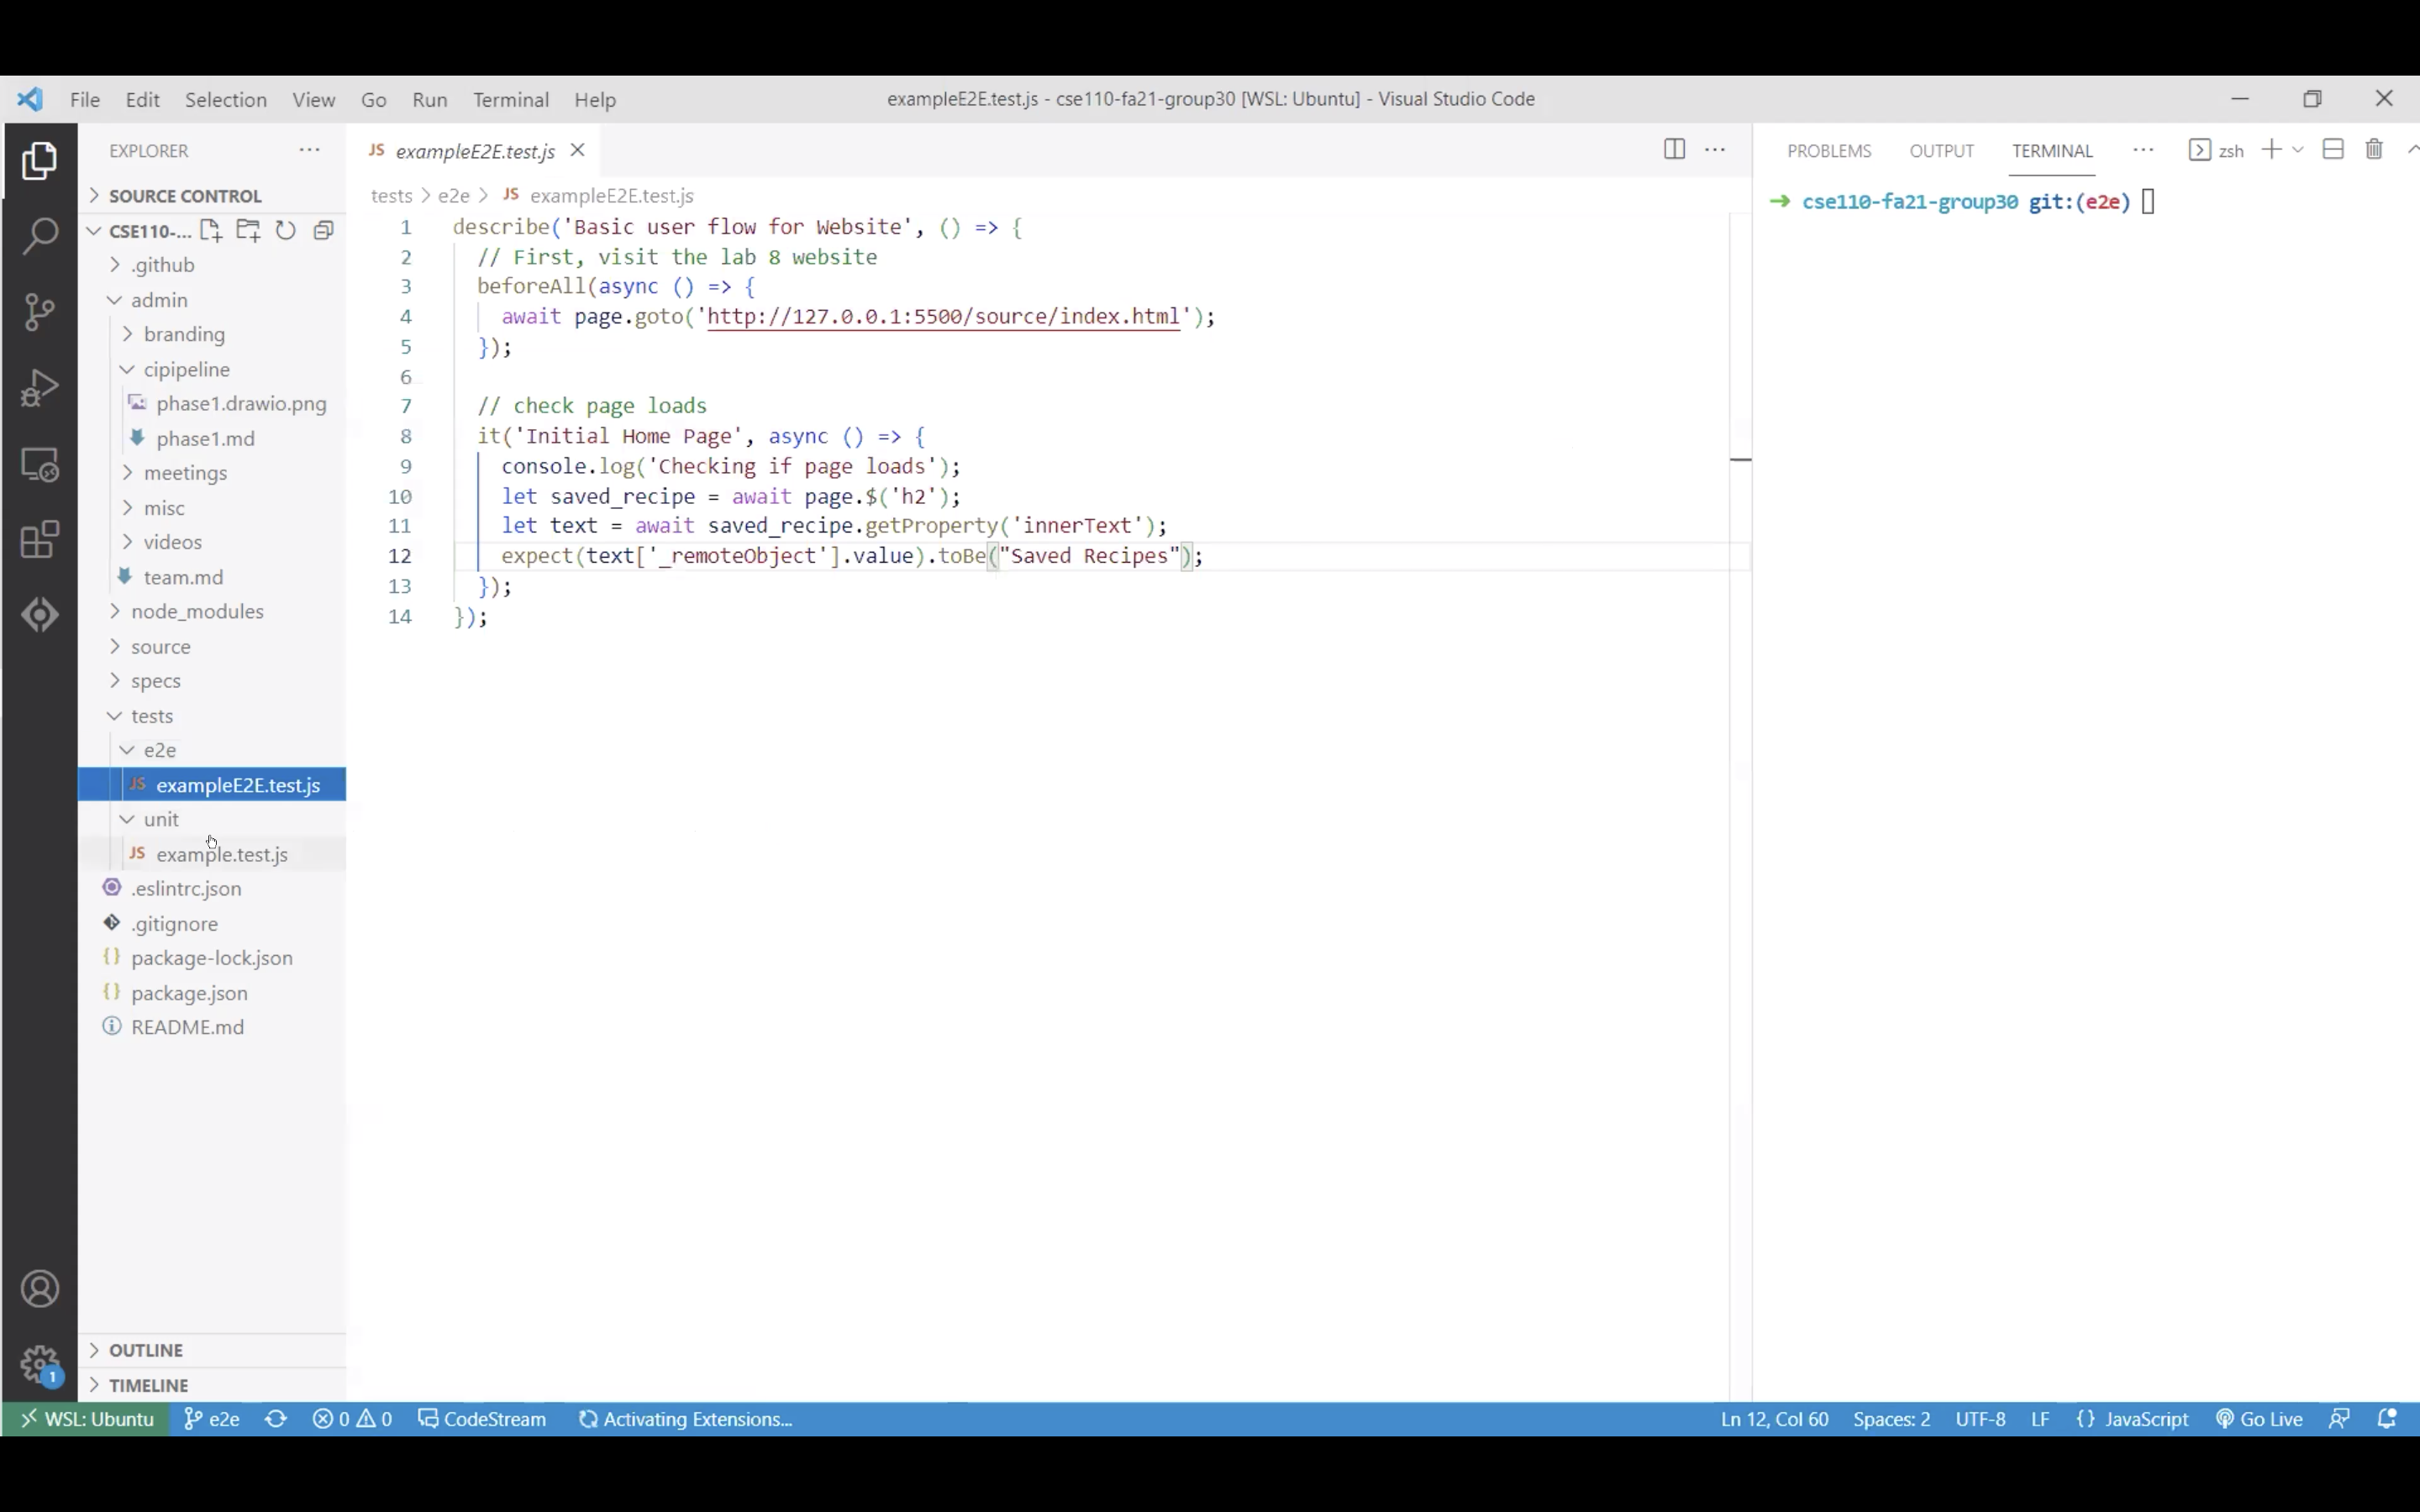 File Edit Selection View Go Run Terminal Help exampleE2E.test.js - cse110-fa21-group30 [WSL: Ubuntu] - Visual Studio Code
EXPLORER
SOURCE CONTROL
CSE110-...
.github
admin
branding
cipipeline
phase1.drawio.png
phase1.md
meetings
misc
videos
team.md
node_modules
source
specs
tests
e2e
JS exampleE2E.test.js
unit
JS example.test.js
.eslintrc.json
.gitignore
{} package-lock.json
{} package.json
README.md
OUTLINE
TIMELINE
JS exampleE2E.test.js
tests > e2e > JS exampleE2E.test.js
1 describe('Basic user flow for Website', () => {
2 // First, visit the lab 8 website
3 beforeAll(async () => {
4 await page.goto('http://127.0.0.1:5500/source/index.html');
5 });
6
7 // check page loads
8 it('Initial Home Page', async () => {
9 console.log('Checking if page loads');
10 let saved_recipe = await page.$('h2');
11 let text = await saved_recipe.getProperty('innerText');
12 expect(text['_remoteObject'].value).toBe("Saved Recipes");
13 });
14 });
PROBLEMS OUTPUT TERMINAL ... zsh
→ cse110-fa21-group30 git:(e2e)
1
WSL: Ubuntu e2e 0 0 CodeStream Activating Extensions... Ln 12, Col 60 Spaces: 2 UTF-8 LF {} JavaScript Go Live